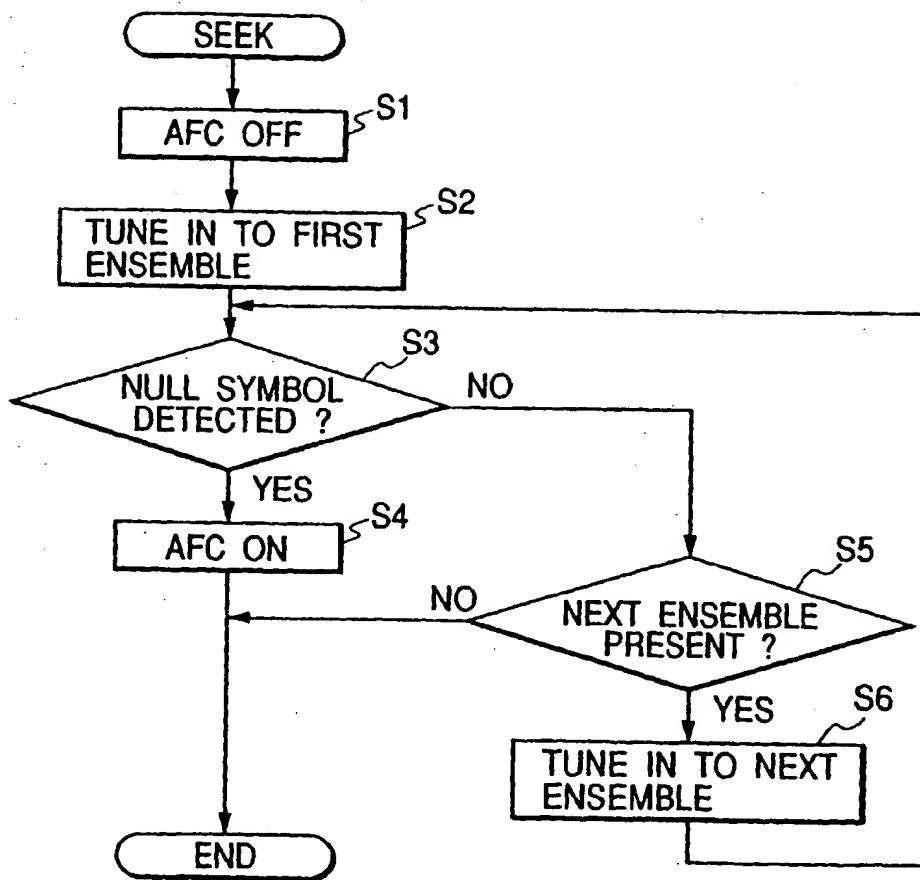 SEEK
S1
AFC OFF
S2
TUNE IN TO FIRST
ENSEMBLE
S3
NULL SYMBOL
DETECTED ?
NO
YES
S4
AFC ON
S5
NO
NEXT ENSEMBLE
PRESENT ?
YES
S6
TUNE IN TO NEXT
ENSEMBLE
END